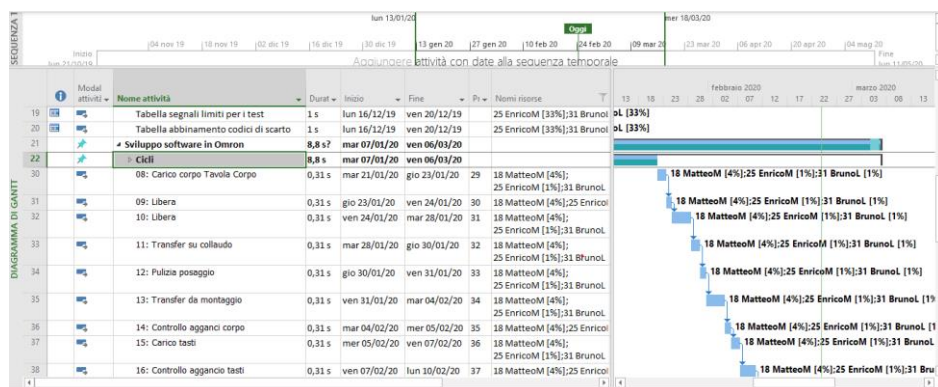 lun 13/01/20 mer 18/03/20
Oggi
SEQUENZA T
04 nov 19 18 nov 19 02 dic 19 16 dic 19 30 dic 19 13 gen 20 27 gen 20 10 feb 20 24 feb 20 09 mar 20 23 mar 20 06 apr 20 20 apr 20 04 mag 20
Inizio Fine
lun 21/10/19 Aggiungere attività con date alla sequenza temporale lun 11/05/20
Modal
attività Nome attività Durat Inizio Fine Pr Nomi risorse
febbraio 2020 marzo 2020
13 18 23 28 02 07 12 17 22 27 03 08 13
DIAGRAMMA DI GANTT
19 Tabella segnali limiti per i test 1 s lun 16/12/19 ven 20/12/19 25 EnricoM [33%];31 Brunol oL [33%]
20 Tabella abbinamento codici di scarto 1 s lun 16/12/19 ven 20/12/19 25 EnricoM [33%];31 Brunol oL [33%]
21 Sviluppo software in Omron 8,8 s? mar 07/01/20 ven 06/03/20
22 Cicli 8,8 s mar 07/01/20 ven 06/03/20
30 08: Carico corpo Tavola Corpo 0,31 s mar 21/01/20 gio 23/01/20 29 18 MatteoM [4%]; 18 MatteoM [4%];25 EnricoM [1%];31 BrunoL [1%]
25 EnricoM [1%];31 BrunoL
31 09: Libera 0,31 s gio 23/01/20 ven 24/01/20 30 18 MatteoM [4%];25 Enricol 18 MatteoM [4%];25 EnricoM [1%];31 BrunoL [1%]
32 10: Libera 0,31 s ven 24/01/20 mar 28/01/20 31 18 MatteoM [4%]; 18 MatteoM [4%];25 EnricoM [1%];31 BrunoL [1%]
25 EnricoM [1%];31 BrunoL
33 11: Transfer su collaudo 0,31 s mar 28/01/20 gio 30/01/20 32 18 MatteoM [4%]; 18 MatteoM [4%];25 EnricoM [1%];31 BrunoL [1%]
25 EnricoM [1%];31 BrunoL
34 12: Pulizia posaggio 0,31 s gio 30/01/20 ven 31/01/20 33 18 MatteoM [4%]; 18 MatteoM [4%];25 EnricoM [1%];31 BrunoL [1%]
25 EnricoM [1%];31 BrunoL
35 13: Transfer da montaggio 0,31 s ven 31/01/20 mar 04/02/20 34 18 MatteoM [4%]; 18 MatteoM [4%];25 EnricoM [1%];31 BrunoL [19
25 EnricoM [1%];31 BrunoL
36 14: Controllo agganci corpo 0,31 s mar 04/02/20 mer 05/02/20 35 18 MatteoM [4%];25 Enricol 18 MatteoM [4%];25 EnricoM [1%];31 BrunoL [1
37 15: Carico tasti 0,31 s mer 05/02/20 ven 07/02/20 36 18 MatteoM [4%]; 18 MatteoM [4%];25 EnricoM [1%];31 BrunoL
25 EnricoM [1%];31 BrunoL
38 16: Controllo aggancio tasti 0,31 s ven 07/02/20 lun 10/02/20 37 18 MatteoM [4%];25 Enricol 18 MatteoM [4%];25 EnricoM [1%];31 Bru